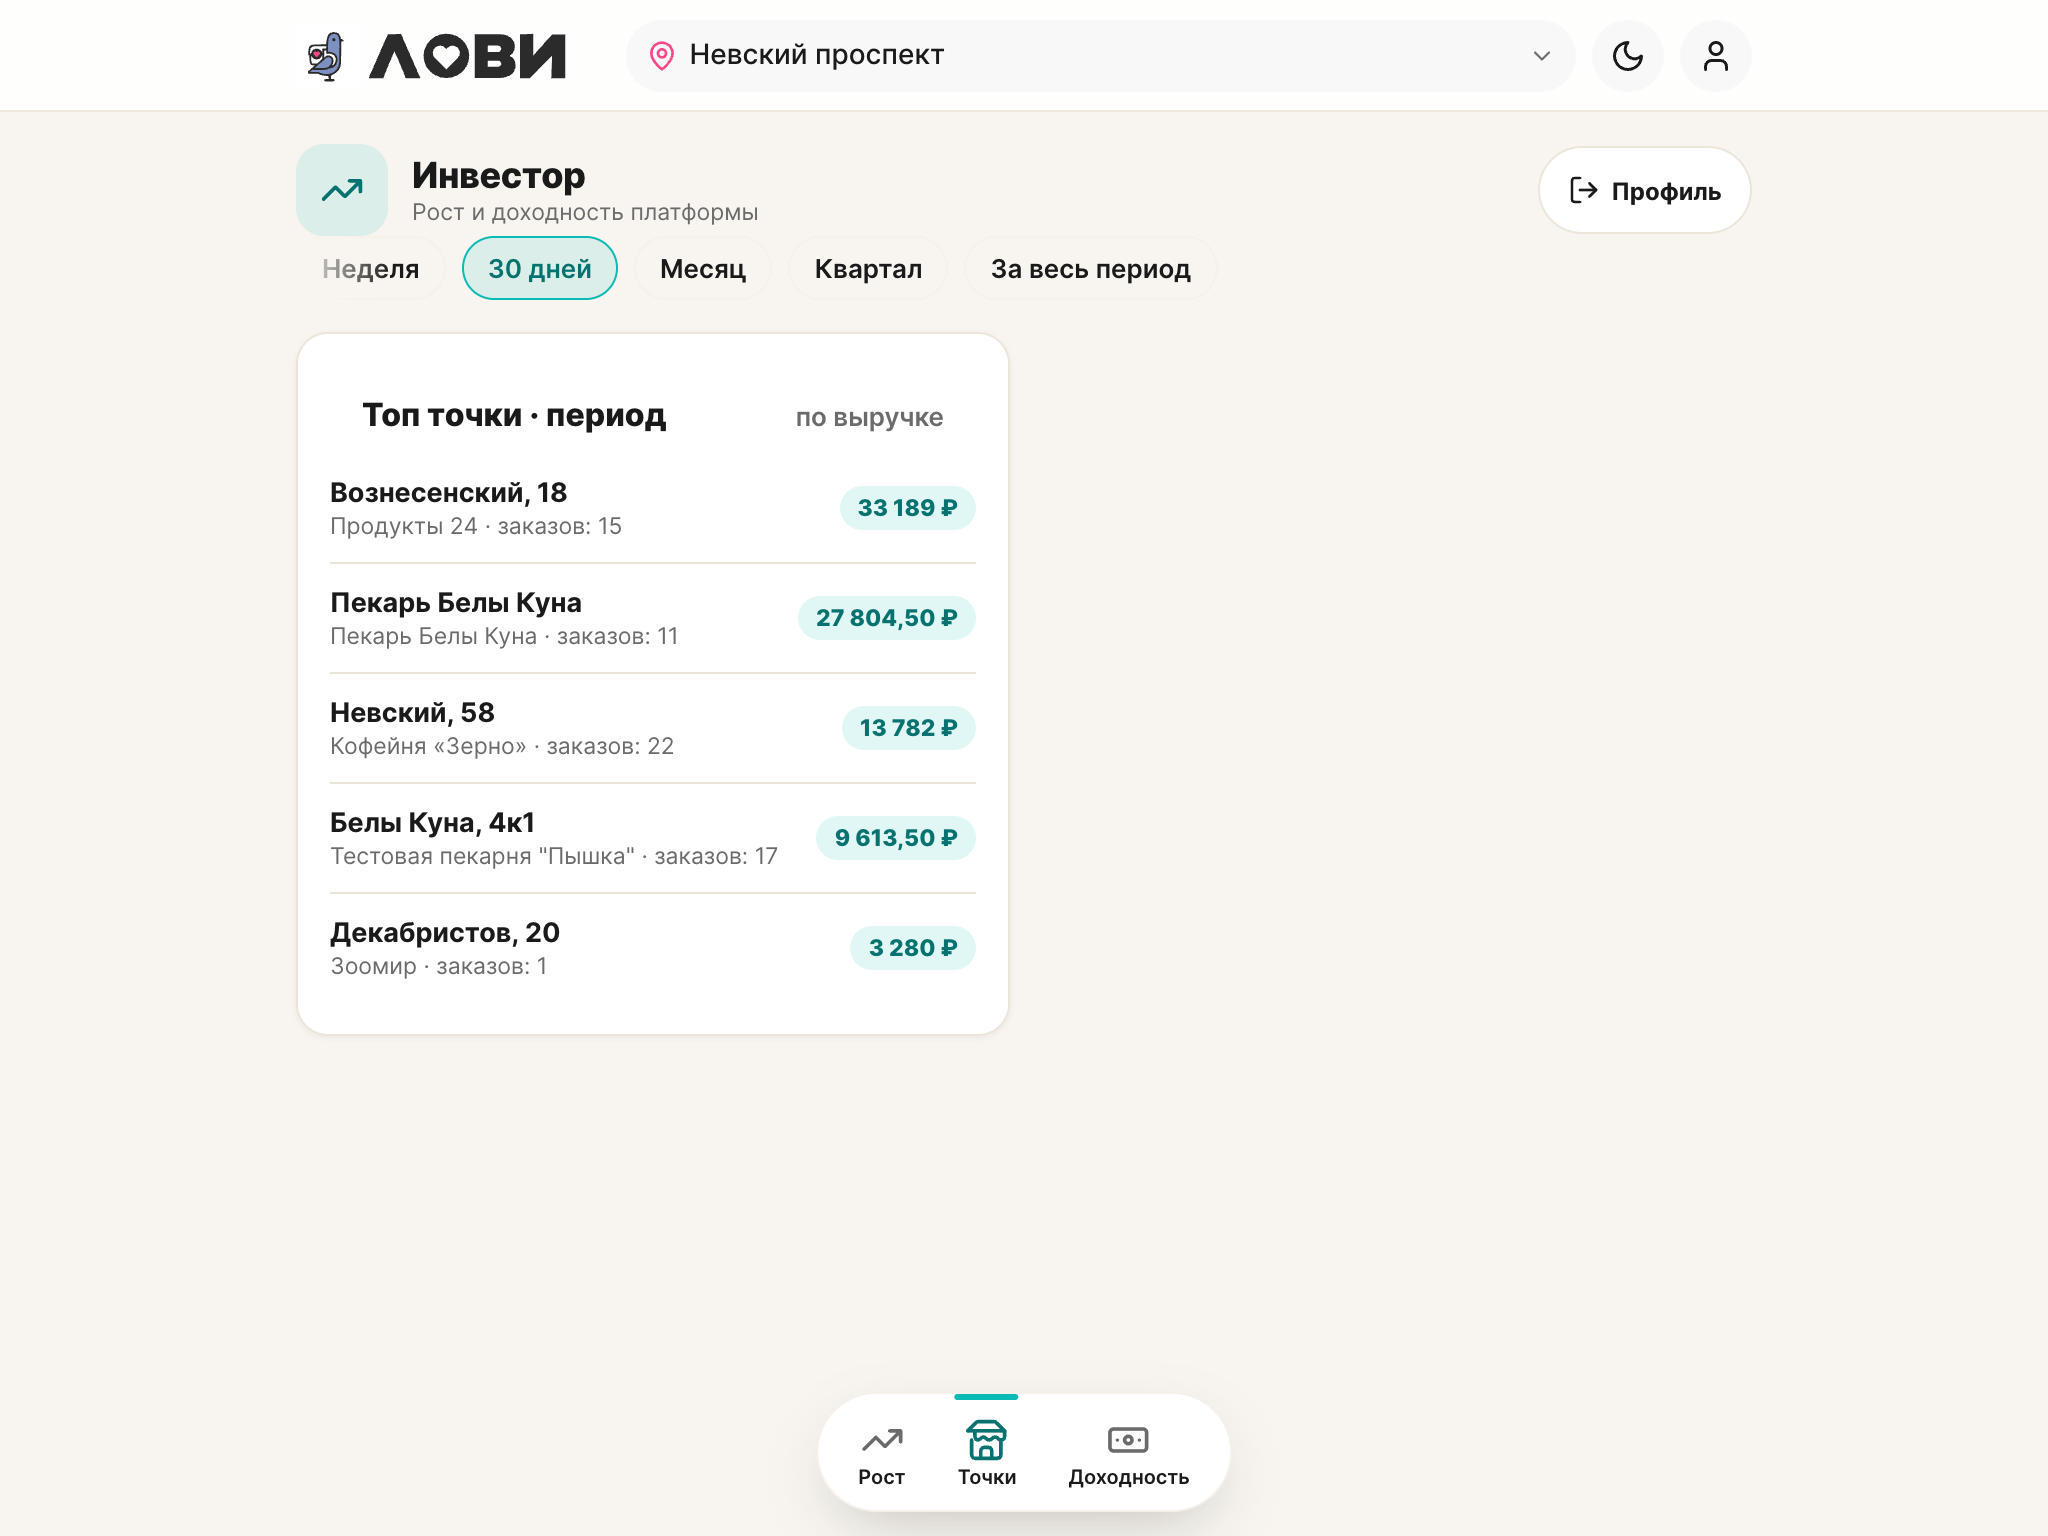 ЛОВИ
Невский проспект
Инвестор
Рост и доходность платформы
Профиль
Неделя
30 дней
Месяц
Квартал
За весь период
Топ точки · период
по выручке
Вознесенский, 18
Продукты 24 · заказов: 15
33 189 ₽
Пекарь Белы Куна
Пекарь Белы Куна · заказов: 11
27 804,50 ₽
Невский, 58
Кофейня «Зерно» · заказов: 22
13 782 ₽
Белы Куна, 4к1
Тестовая пекарня "Пышка" · заказов: 17
9 613,50 ₽
Декабристов, 20
Зоомир · заказов: 1
3 280 ₽
Рост
Точки
Доходность